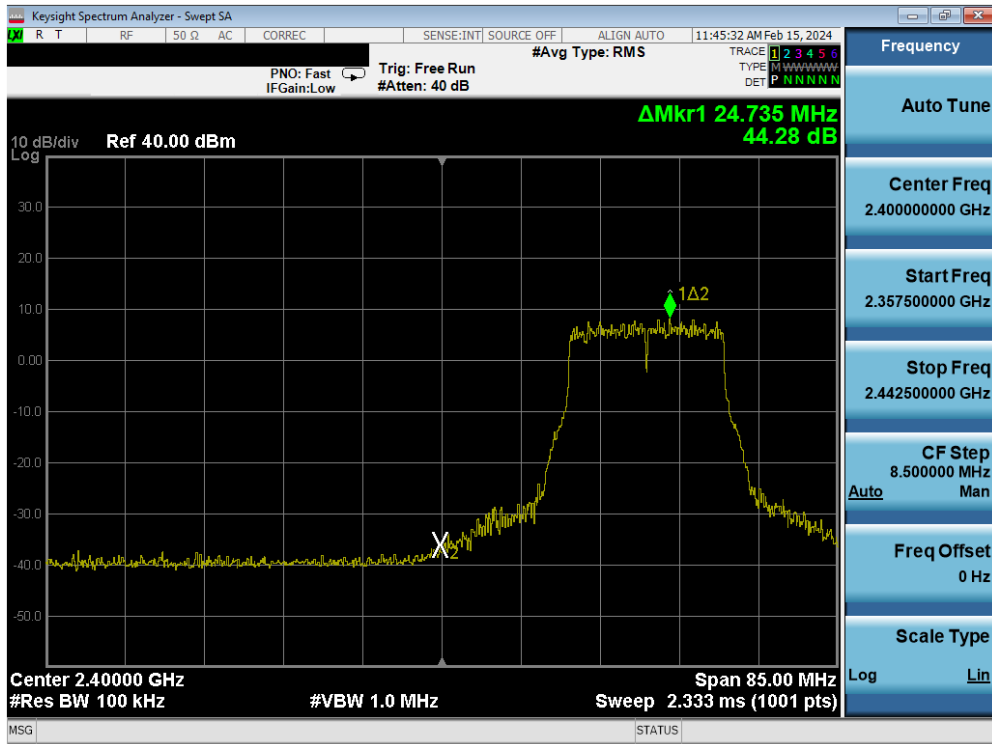 Keysight Spectrum Analyzer - Swept SA
LXI R T RF 50 Ω AC CORREC SENSE:INT SOURCE OFF ALIGN AUTO 11:45:32 AM Feb 15, 2024
#Avg Type: RMS TRACE 1 2 3 4 5 6
PNO: Fast Trig: Free Run TYPE M WWWWW
IFGain:Low #Atten: 40 dB DET P N N N N N
ΔMkr1 24.735 MHz
44.28 dB
10 dB/div Ref 40.00 dBm
Log
30.0
20.0
10.0
0.00
-10.0
-20.0
-30.0
-40.0
-50.0
1Δ2
2
Center 2.40000 GHz Span 85.00 MHz
#Res BW 100 kHz #VBW 1.0 MHz Sweep 2.333 ms (1001 pts)
MSG STATUS
Frequency
Auto Tune
Center Freq
2.400000000 GHz
Start Freq
2.357500000 GHz
Stop Freq
2.442500000 GHz
CF Step
8.500000 MHz
Auto Man
Freq Offset
0 Hz
Scale Type
Log Lin